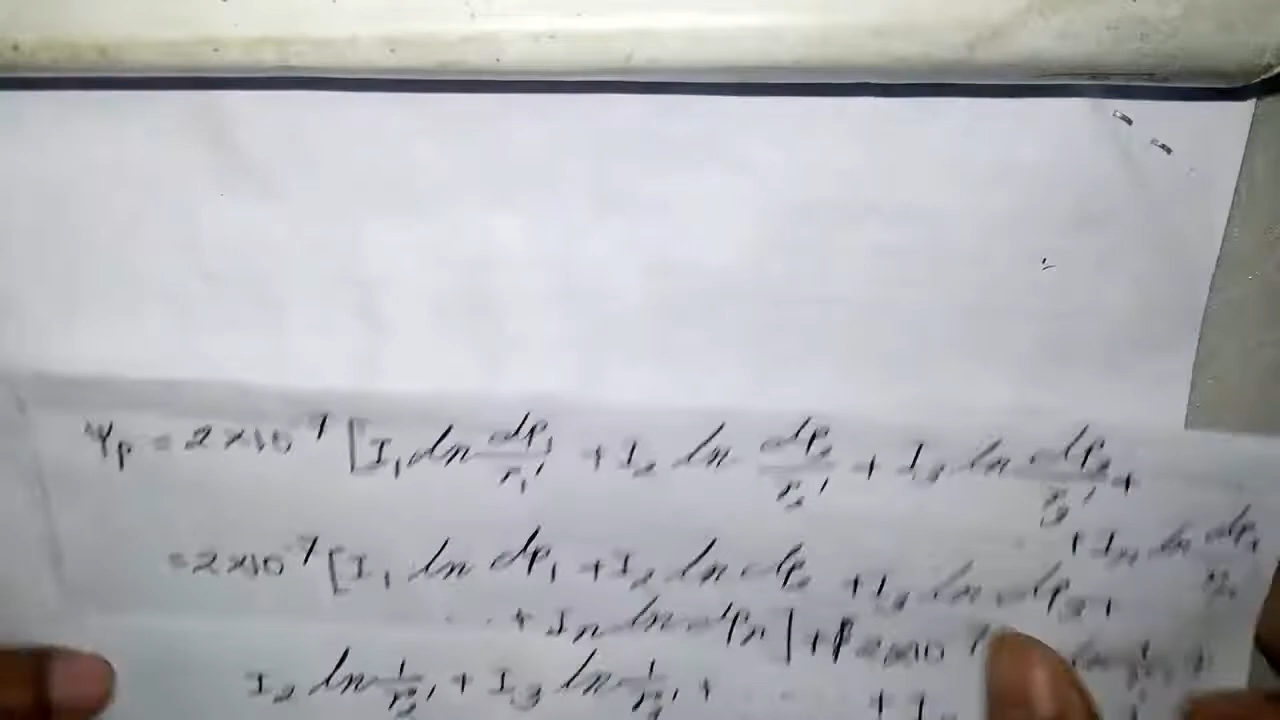 Ψp = 2×10^-7 [I₁ ln dp₁/r₁' + I₂ ln dp₂/r₂' + I₃ ln dp₃/r₃' +
+ Iₙ ln dpₙ
= 2×10^-7 [I₁ ln dp₁ + I₂ ln dp₂ + I₃ ln dp₃ +
... + Iₙ ln dpₙ] + 2×10^-7
I₂ ln 1/r₂' + I₃ ln 1/r₃' +